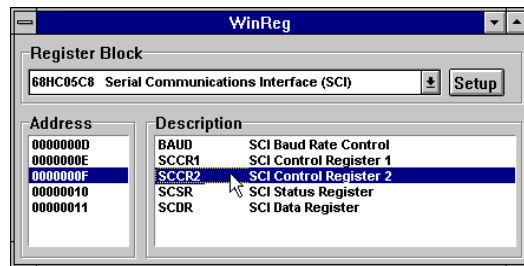 WinReg
Register Block
68HC05C8 Serial Communications Interface (SCI)
Setup
Address
Description
0000000D BAUD SCI Baud Rate Control
0000000E SCCR1 SCI Control Register 1
0000000F SCCR2 SCI Control Register 2
00000010 SCSR SCI Status Register
00000011 SCDR SCI Data Register